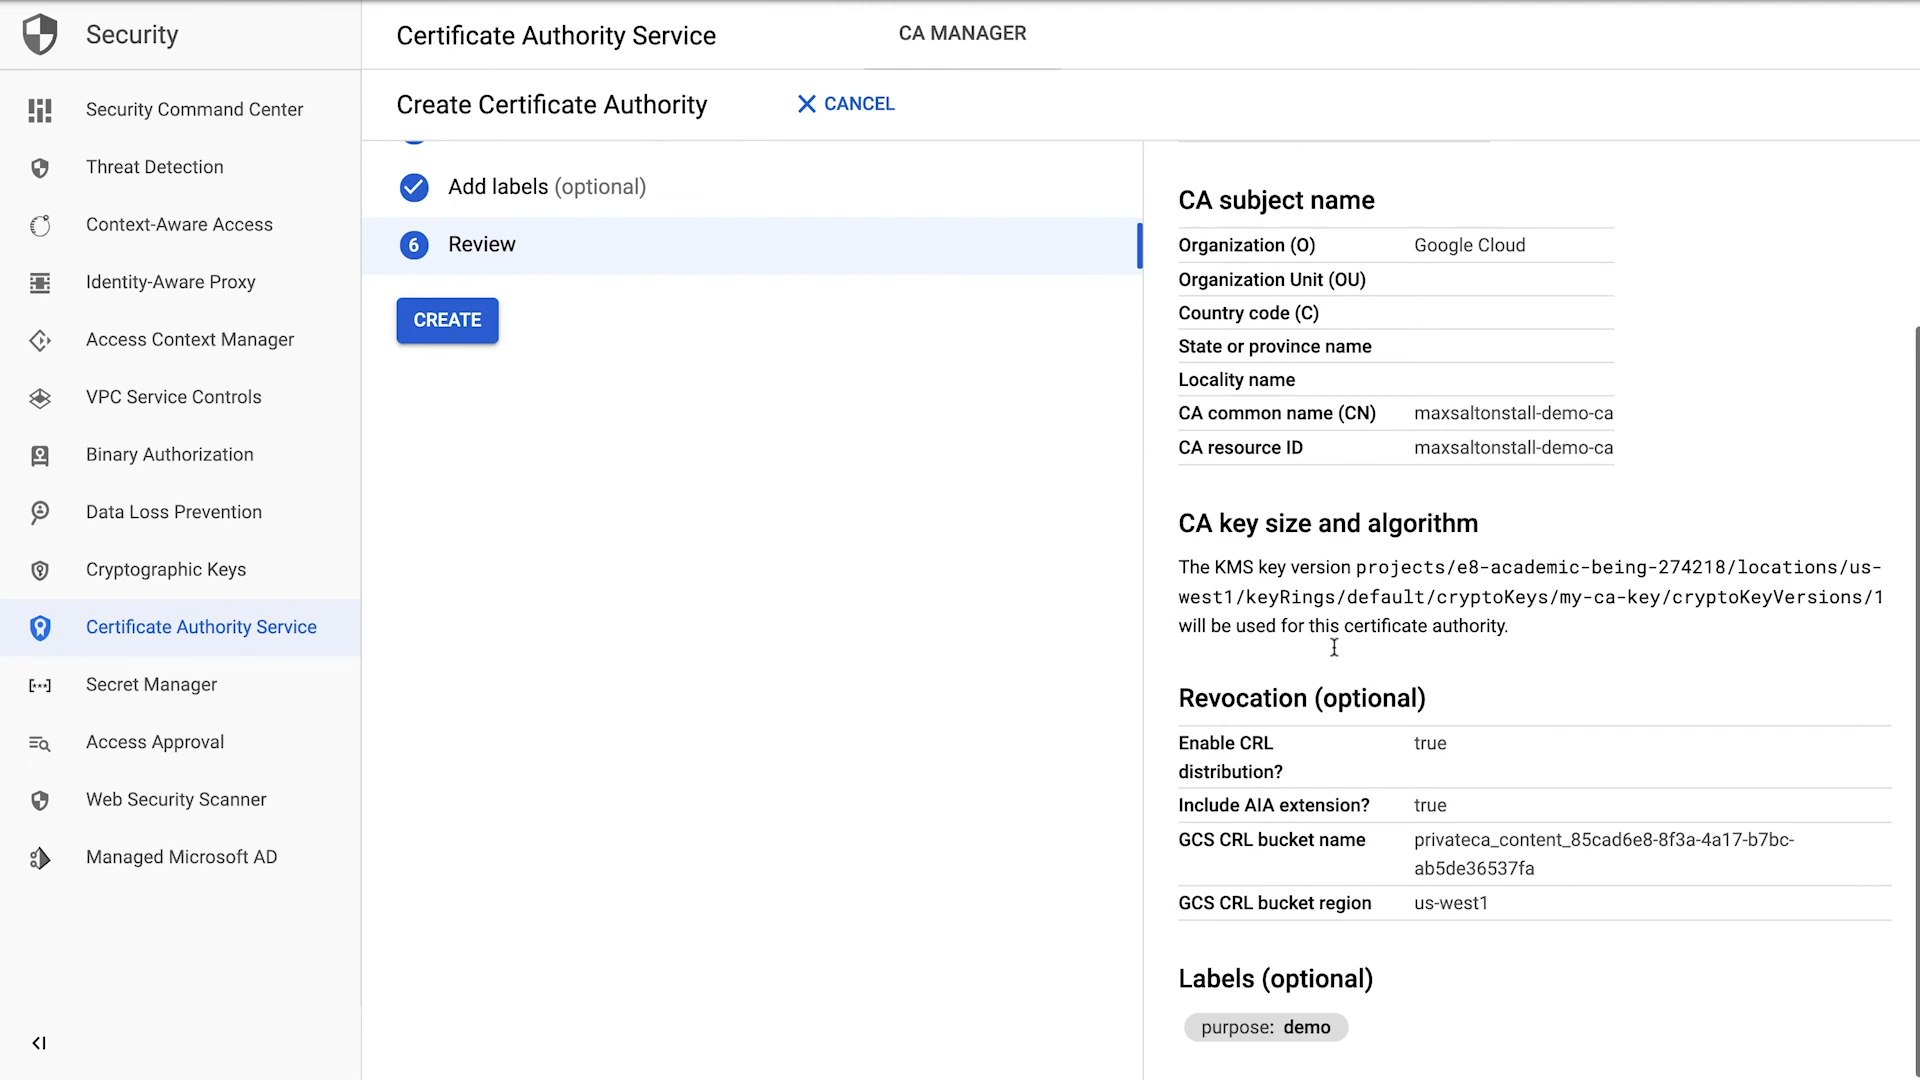 Security
Certificate Authority Service
CA MANAGER
Security Command Center
Threat Detection
Context-Aware Access
Identity-Aware Proxy
Access Context Manager
VPC Service Controls
Binary Authorization
Data Loss Prevention
Cryptographic Keys
Certificate Authority Service
Secret Manager
Access Approval
Web Security Scanner
Managed Microsoft AD
Create Certificate Authority
CANCEL
Add labels (optional)
6 Review
CREATE
CA subject name
Organization (O) Google Cloud
Organization Unit (OU)
Country code (C)
State or province name
Locality name
CA common name (CN) maxsaltonstall-demo-ca
CA resource ID maxsaltonstall-demo-ca
CA key size and algorithm
The KMS key version projects/e8-academic-being-274218/locations/us-
west1/keyRings/default/cryptoKeys/my-ca-key/cryptoKeyVersions/1
will be used for this certificate authority.
Revocation (optional)
Enable CRL true
distribution?
Include AIA extension? true
GCS CRL bucket name privateca_content_85cad6e8-8f3a-4a17-b7bc-
ab5de36537fa
GCS CRL bucket region us-west1
Labels (optional)
purpose: demo